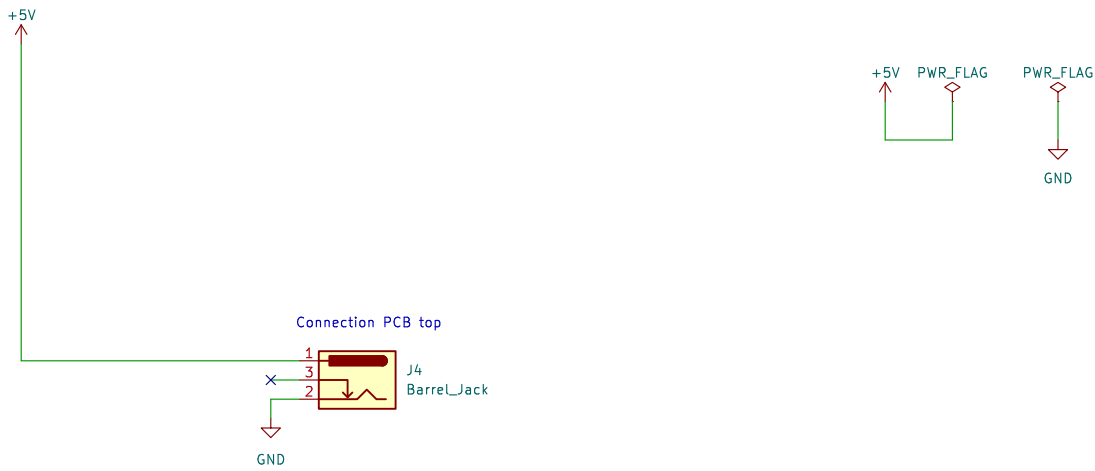 +5V
+5V
PWR_FLAG
PWR_FLAG
GND
Connection PCB top
1
3
2
J4
Barrel_Jack
GND